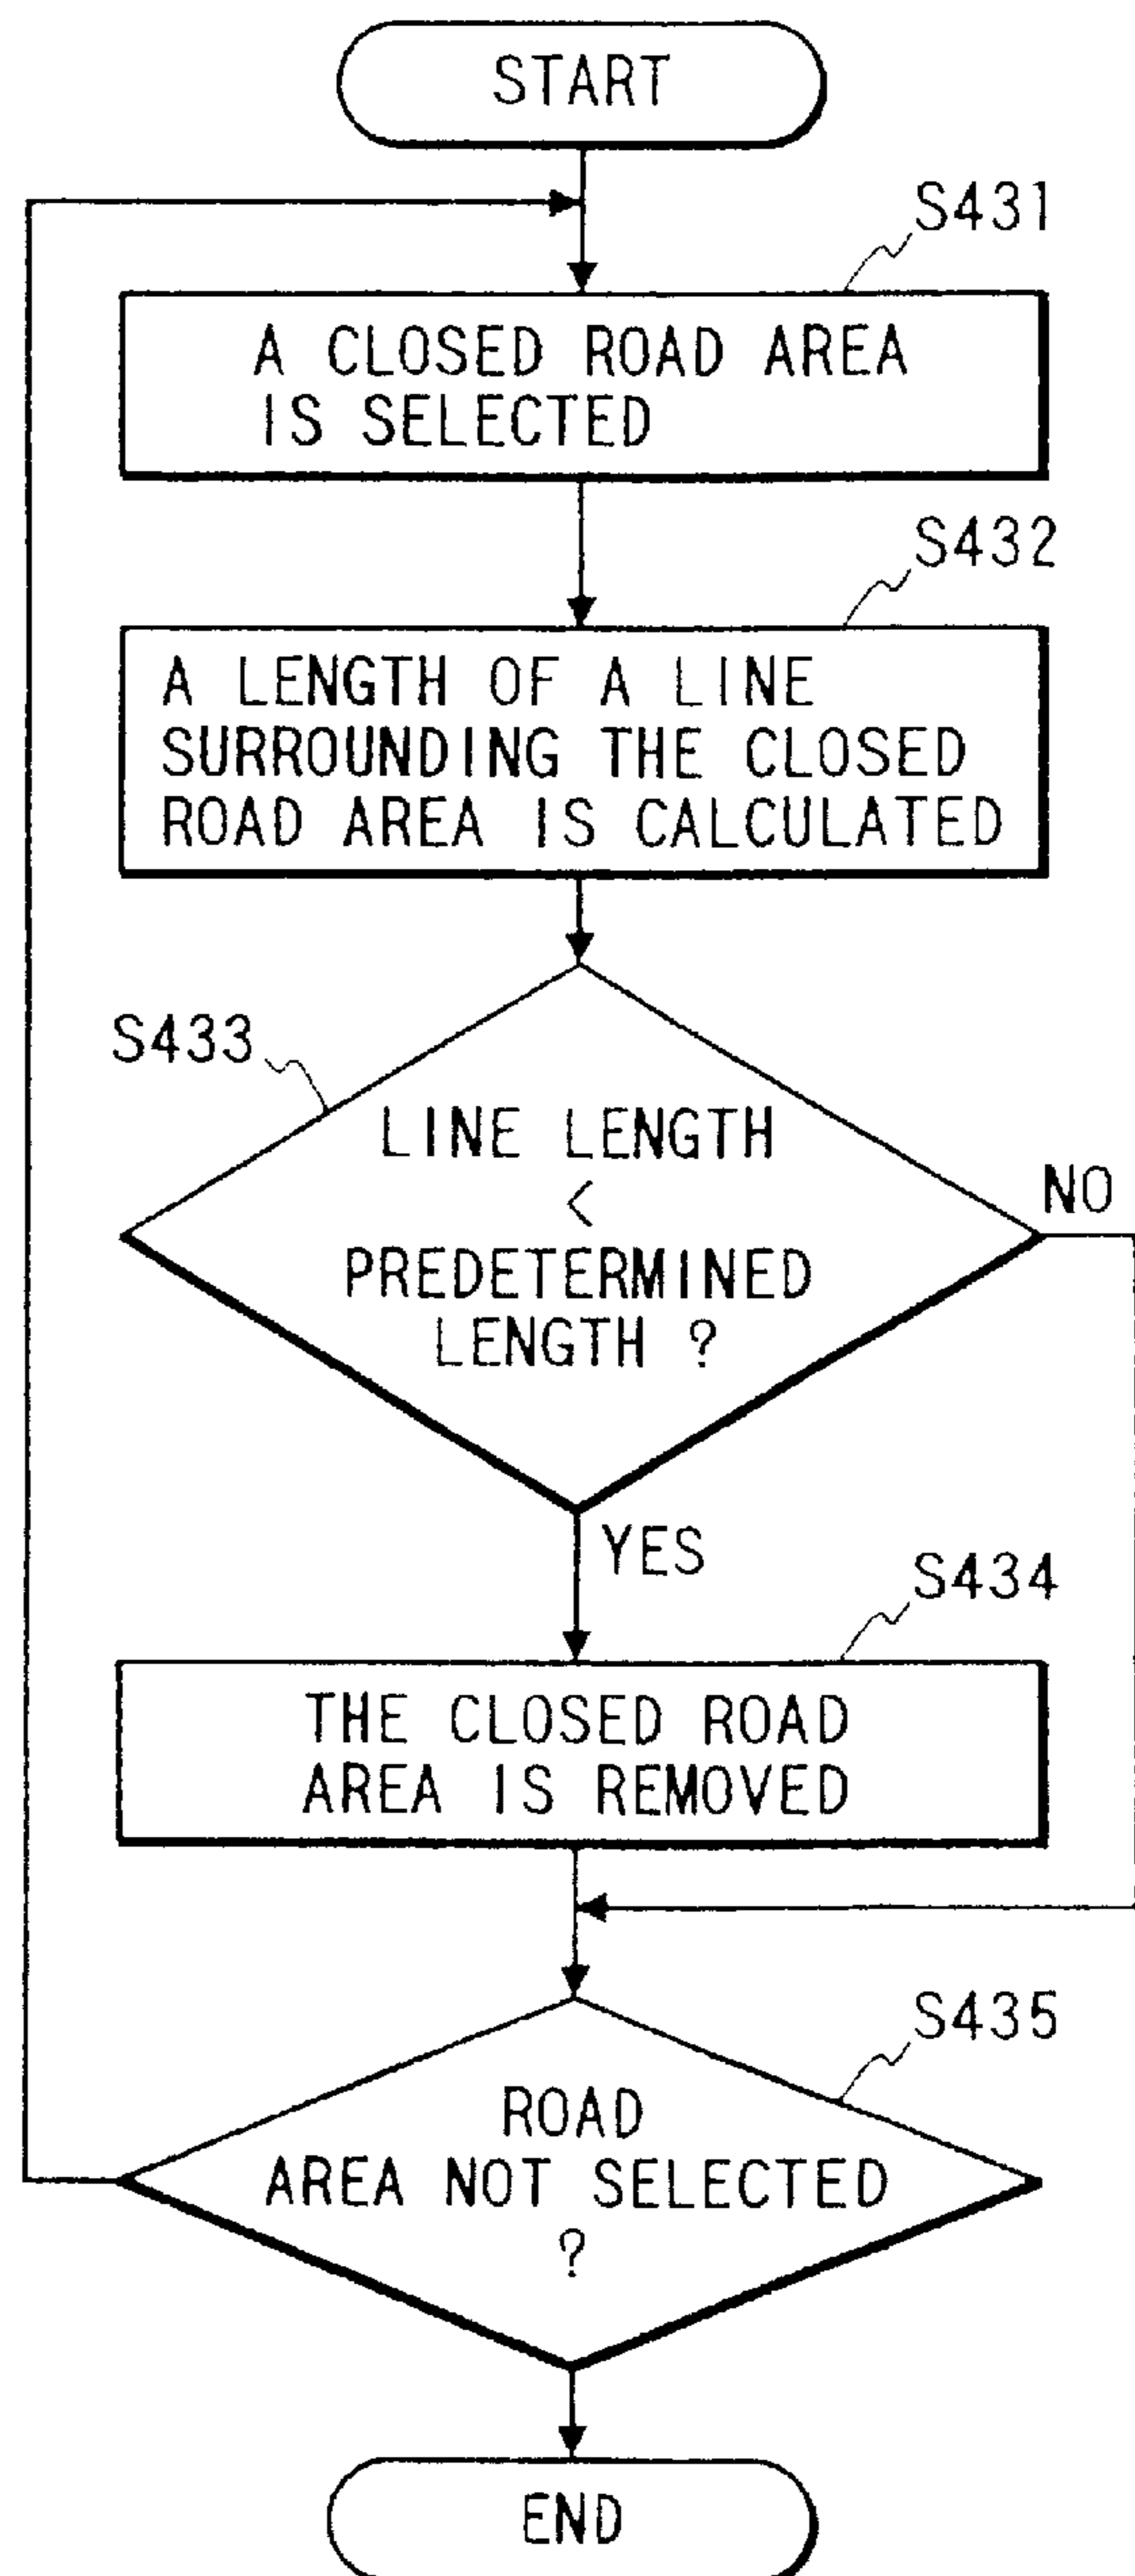 START
S431
A CLOSED ROAD AREA
IS SELECTED
S432
A LENGTH OF A LINE
SURROUNDING THE CLOSED
ROAD AREA IS CALCULATED
S433
LINE LENGTH
<
PREDETERMINED
LENGTH ?
NO
YES
S434
THE CLOSED ROAD
AREA IS REMOVED
S435
ROAD
AREA NOT SELECTED
?
END